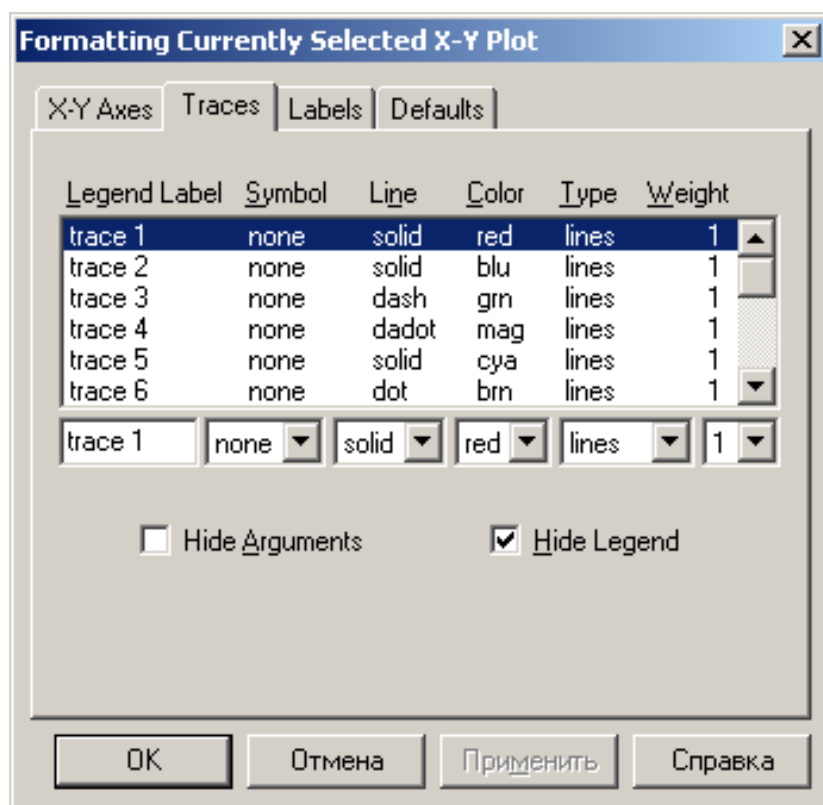 Formatting Currently Selected X-Y Plot
X-Y Axes Traces Labels Defaults
Legend Label Symbol Line Color Type Weight
trace 1 none solid red lines 1
trace 2 none solid blu lines 1
trace 3 none dash grn lines 1
trace 4 none dadot mag lines 1
trace 5 none solid cya lines 1
trace 6 none dot brn lines 1
trace 1 none solid red lines 1
Hide Arguments Hide Legend
OK Отмена Применить Справка